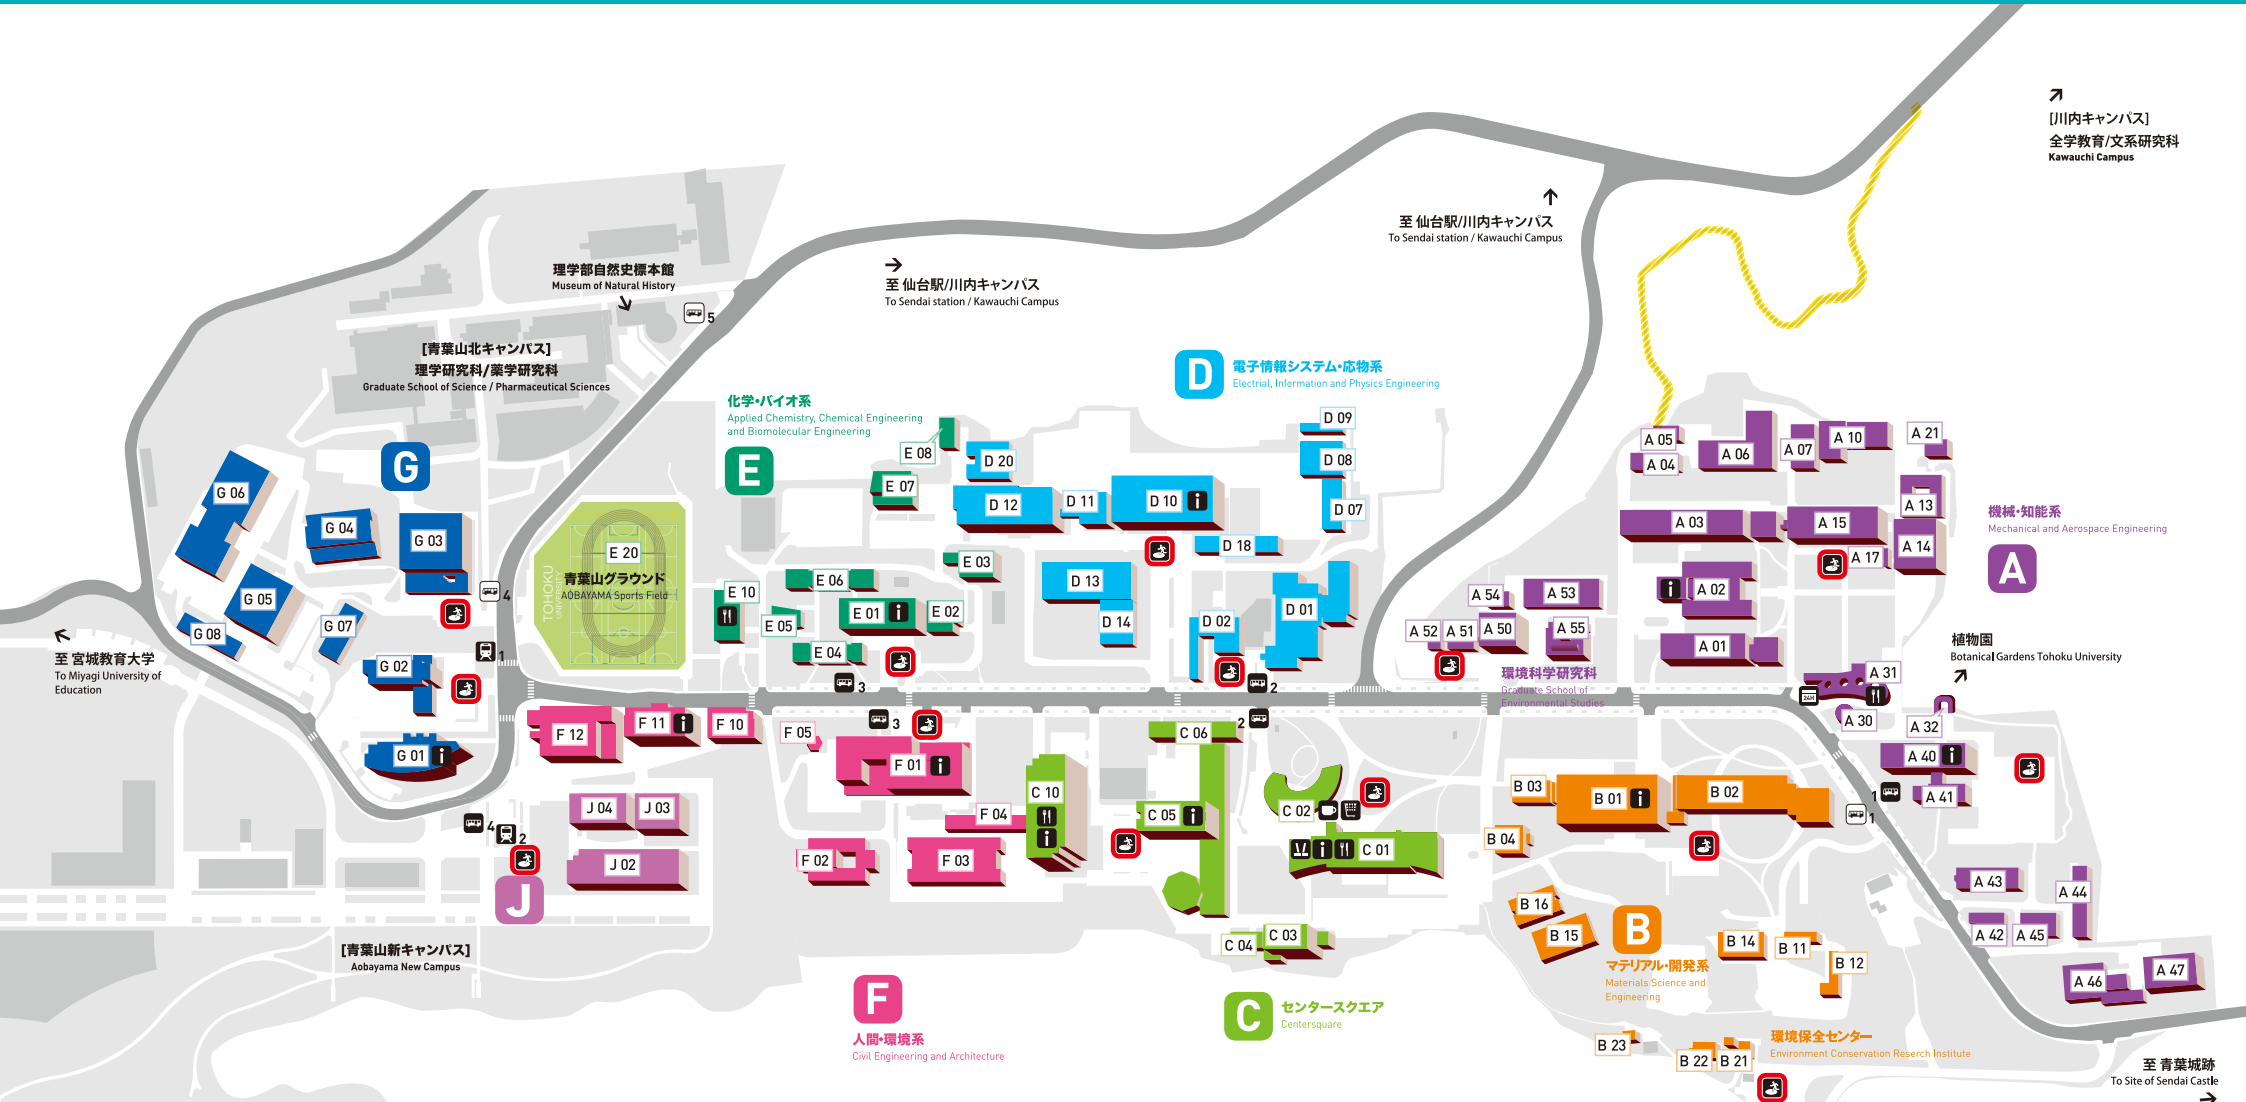 [川内キャンパス]
全学教育/文系研究科
Kawauchi Campus
至 仙台駅/川内キャンパス
To Sendai station / Kawauchi Campus
理学部自然史標本館
Museum of Natural History
至 仙台駅/川内キャンパス
To Sendai station / Kawauchi Campus
5
[青葉山北キャンパス]
理学研究科/薬学研究科
Graduate School of Science / Pharmaceutical Sciences
D
電子情報システム・応物系
Electrial, Information and Physics Engineering
化学・バイオ系
Applied Chemistry, Chemical Engineering
and Biomolecular Engineering
E
G
G 06
G 04
G 03
G 05
G 07
G 08
G 02
G 01
4
1
E 20
青葉山グラウンド
AOBAYAMA Sports Field
TOHOKU
UNIVERSITY
E 08
E 07
E 03
E 06
E 10
E 01
E 02
E 05
E 04
3
D 09
D 08
D 07
D 20
D 12
D 11
D 10
D 18
D 13
D 14
D 02
D 01
2
A 05
A 04
A 06
A 07
A 10
A 21
A 13
A 03
A 15
A 14
A 17
A 02
A 01
機械・知能系
Mechanical and Aerospace Engineering
A
A 54
A 53
A 52
A 51
A 50
A 55
環境科学研究科
Graduate School of
Environmental Studies
植物園
Botanical Gardens Tohoku University
A 31
24H
A 30
A 32
A 40
A 41
1
1
至 宮城教育大学
To Miyagi University of
Education
F 12
F 11
F 10
F 05
3
F 01
F 04
F 02
F 03
C 10
C 06
2
C 05
C 02
C 01
C 04
C 03
B 03
B 01
B 02
B 04
B 16
B 15
B
マテリアル・開発系
Materials Science and
Engineering
B 14
B 11
B 12
A 43
A 44
A 42
A 45
A 46
A 47
4
2
J 04
J 03
J 02
J
[青葉山新キャンパス]
Aobayama New Campus
F
人間・環境系
Civil Engineering and Architecture
C
センタースクエア
Centersquare
B 23
B 22
B 21
環境保全センター
Environment Conservation Reserch Institute
至 青葉城跡
To Site of Sendai Castle